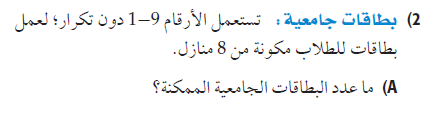 (2 بطاقات جامعية : تستعمل الأرقام 9–1 دون تكرار؛ لعمل
بطاقات للطلاب مكونة من 8 منازل.
(A ما عدد البطاقات الجامعية الممكنة؟